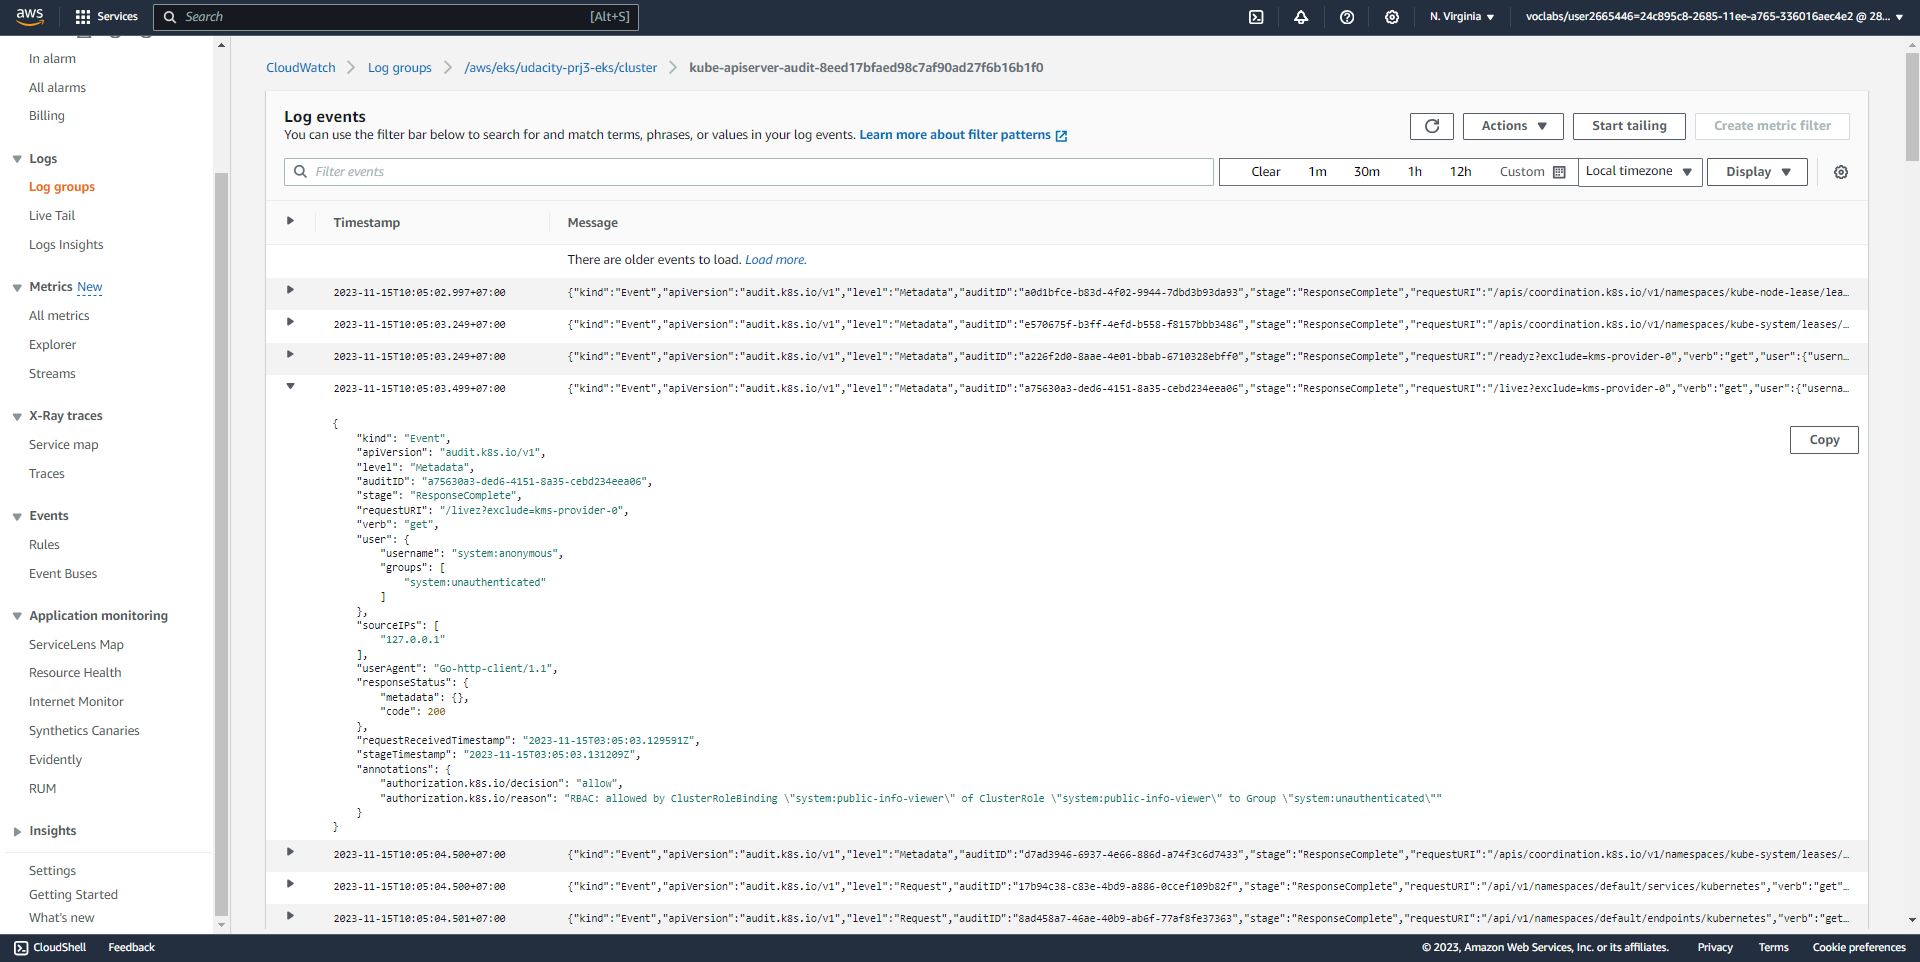 aws
Services
Search
[Alt+S]
N. Virginia
voclabs/user2665446=24c895c8-2685-11ee-a765-336016aec4e2 @ 28...
In alarm
All alarms
Billing
Logs
Log groups
Live Tail
Logs Insights
Metrics New
All metrics
Explorer
Streams
X-Ray traces
Service map
Traces
Events
Rules
Event Buses
Application monitoring
ServiceLens Map
Resource Health
Internet Monitor
Synthetics Canaries
Evidently
RUM
Insights
Settings
Getting Started
What's new
CloudWatch
Log groups
/aws/eks/udacity-prj3-eks/cluster
kube-apiserver-audit-8eed17bfaed98c7af90ad27f6b16b1f0
Log events
You can use the filter bar below to search for and match terms, phrases, or values in your log events. Learn more about filter patterns
Actions
Start tailing
Create metric filter
Filter events
Clear
1m
30m
1h
12h
Custom
Local timezone
Display
Timestamp
Message
There are older events to load. Load more.
2023-11-15T10:05:02.997+07:00 {"kind":"Event","apiVersion":"audit.k8s.io/v1","level":"Metadata","auditID":"a0d1bfce-b83d-4f02-9944-7dbd3b93da93","stage":"ResponseComplete","requestURI":"/apis/coordination.k8s.io/v1/namespaces/kube-node-lease/lea...
2023-11-15T10:05:03.249+07:00 {"kind":"Event","apiVersion":"audit.k8s.io/v1","level":"Metadata","auditID":"e570675f-b3ff-4efd-b558-f8157bbb3486","stage":"ResponseComplete","requestURI":"/apis/coordination.k8s.io/v1/namespaces/kube-system/leases/...
2023-11-15T10:05:03.249+07:00 {"kind":"Event","apiVersion":"audit.k8s.io/v1","level":"Metadata","auditID":"a226f2d0-8aae-4e01-bbab-6710328ebff0","stage":"ResponseComplete","requestURI":"/readyz?exclude=kms-provider-0","verb":"get","user":{"usern...
2023-11-15T10:05:03.499+07:00 {"kind":"Event","apiVersion":"audit.k8s.io/v1","level":"Metadata","auditID":"a75630a3-ded6-4151-8a35-cebd234eea06","stage":"ResponseComplete","requestURI":"/livez?exclude=kms-provider-0","verb":"get","user":{"userna...
Copy
{
"kind": "Event",
"apiVersion": "audit.k8s.io/v1",
"level": "Metadata",
"auditID": "a75630a3-ded6-4151-8a35-cebd234eea06",
"stage": "ResponseComplete",
"requestURI": "/livez?exclude=kms-provider-0",
"verb": "get",
"user": {
"username": "system:anonymous",
"groups": [
"system:unauthenticated"
]
},
"sourceIPs": [
"127.0.0.1"
],
"userAgent": "Go-http-client/1.1",
"responseStatus": {
"metadata": {},
"code": 200
},
"requestReceivedTimestamp": "2023-11-15T03:05:03.129591Z",
"stageTimestamp": "2023-11-15T03:05:03.131209Z",
"annotations": {
"authorization.k8s.io/decision": "allow",
"authorization.k8s.io/reason": "RBAC: allowed by ClusterRoleBinding \"system:public-info-viewer\" of ClusterRole \"system:public-info-viewer\" to Group \"system:unauthenticated\""
}
}
2023-11-15T10:05:04.500+07:00 {"kind":"Event","apiVersion":"audit.k8s.io/v1","level":"Metadata","auditID":"d7ad3946-6937-4e66-886d-a74f3c6d7433","stage":"ResponseComplete","requestURI":"/apis/coordination.k8s.io/v1/namespaces/kube-system/leases/...
2023-11-15T10:05:04.500+07:00 {"kind":"Event","apiVersion":"audit.k8s.io/v1","level":"Request","auditID":"17b94c38-c83e-4bd9-a886-0ccef109b82f","stage":"ResponseComplete","requestURI":"/api/v1/namespaces/default/services/kubernetes","verb":"get"...
2023-11-15T10:05:04.501+07:00 {"kind":"Event","apiVersion":"audit.k8s.io/v1","level":"Request","auditID":"8ad458a7-46ae-40b9-ab6f-77af8fe37363","stage":"ResponseComplete","requestURI":"/api/v1/namespaces/default/endpoints/kubernetes","verb":"get...
CloudShell
Feedback
© 2023, Amazon Web Services, Inc. or its affiliates.
Privacy
Terms
Cookie preferences